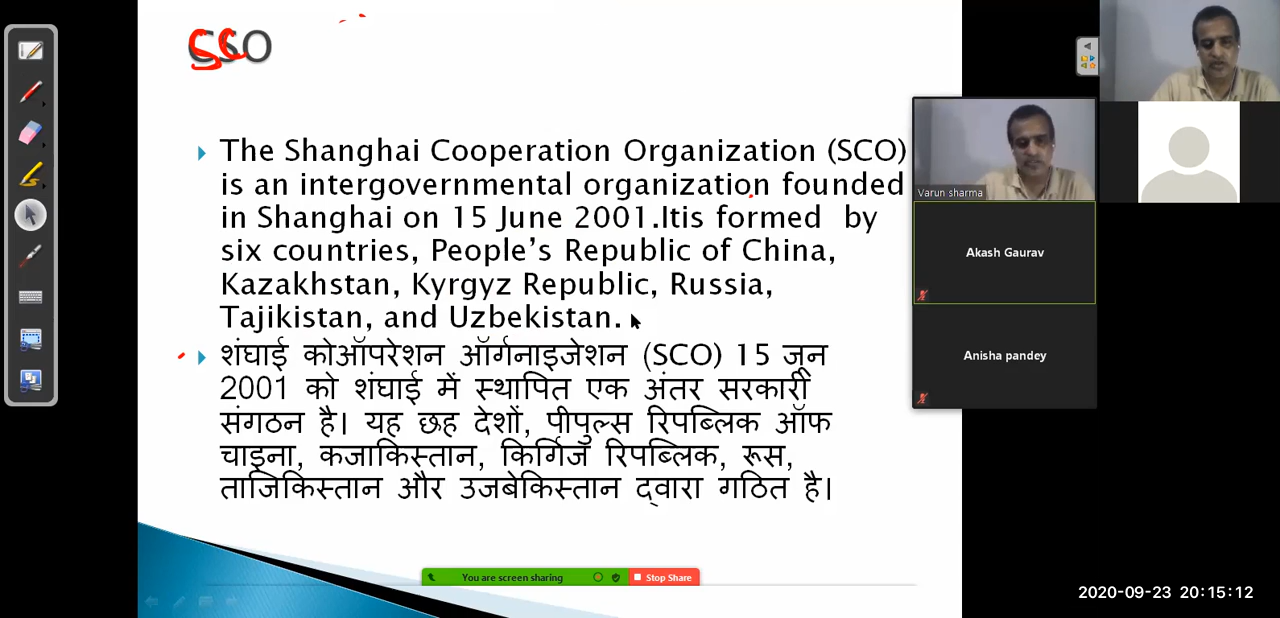 SCO
The Shanghai Cooperation Organization (SCO)
is an intergovernmental organization founded
in Shanghai on 15 June 2001.Itis formed by
six countries, People’s Republic of China,
Kazakhstan, Kyrgyz Republic, Russia,
Tajikistan, and Uzbekistan.
शंघाई कोऑपरेशन ऑर्गनाइजेशन (SCO) 15 जून
2001 को शंघाई में स्थापित एक अंतर सरकारी
संगठन है। यह छह देशों, पीपुल्स रिपब्लिक ऑफ
चाइना, कजाकिस्तान, किर्गिज रिपब्लिक, रूस,
ताजिकिस्तान और उजबेकिस्तान द्वारा गठित है।
You are screen sharing Stop Share
Varun sharma
Akash Gaurav
Anisha pandey
2020-09-23 20:15:12